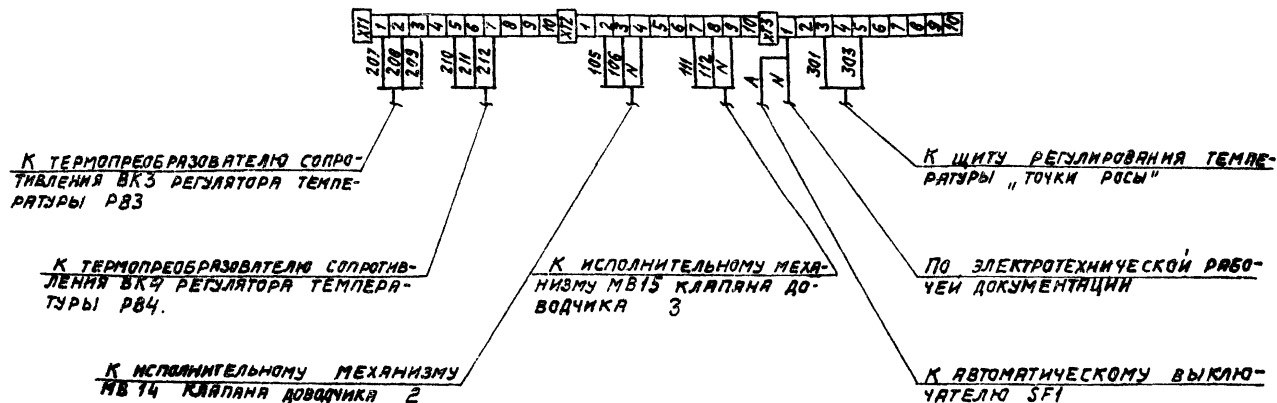 ХТ1 1 2 3 4 5 6 7 8 9 10 ХТ2 1 2 3 4 5 6 7 8 9 10 ХТ3 1 2 3 4 5 6 7 8 9 10
207 208 209 210 211 212 105 106 N 111 112 N A N 301 303
К ТЕРМОПРЕОБРАЗОВАТЕЛЮ СОПРО-
ТИВЛЕНИЯ ВК3 РЕГУЛЯТОРА ТЕМПЕ-
РАТУРЫ Р83
К ЩИТУ РЕГУЛИРОВАНИЯ ТЕМПЕ-
РАТУРЫ „ТОЧКИ РОСЫ"
К ТЕРМОПРЕОБРАЗОВАТЕЛЮ СОПРОТИВ-
ЛЕНИЯ ВК4 РЕГУЛЯТОРА ТЕМПЕРА-
ТУРЫ Р84.
К ИСПОЛНИТЕЛЬНОМУ МЕХА-
НИЗМУ МВ15 КЛАПАНА ДО-
ВОДЧИКА 3
ПО ЭЛЕКТРОТЕХНИЧЕСКОЙ РАБО-
ЧЕЙ ДОКУМЕНТАЦИИ
К ИСПОЛНИТЕЛЬНОМУ МЕХАНИЗМУ
МВ 14 КЛАПАНА ДОВОДЧИКА 2
К АВТОМАТИЧЕСКОМУ ВЫКЛЮ-
ЧАТЕЛЮ SF1